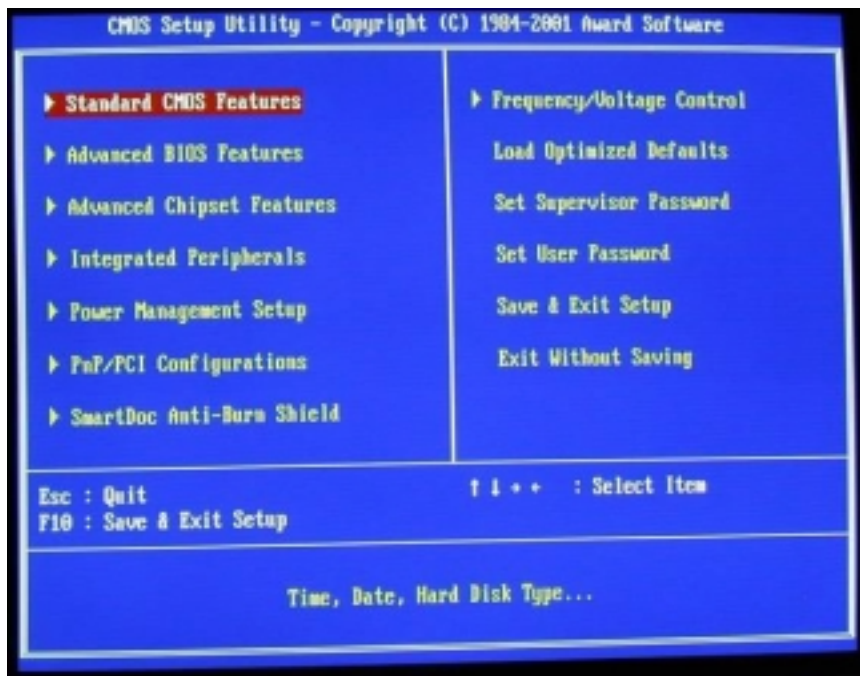 CMOS Setup Utility - Copyright (C) 1984-2001 Award Software
Standard CMOS Features
Advanced BIOS Features
Advanced Chipset Features
Integrated Peripherals
Power Management Setup
PnP/PCI Configurations
SmartDoc Anti-Burn Shield
Frequency/Voltage Control
Load Optimized Defaults
Set Supervisor Password
Set User Password
Save & Exit Setup
Exit Without Saving
Esc : Quit
F10 : Save & Exit Setup
↑ ↓ → ← : Select Item
Time, Date, Hard Disk Type...